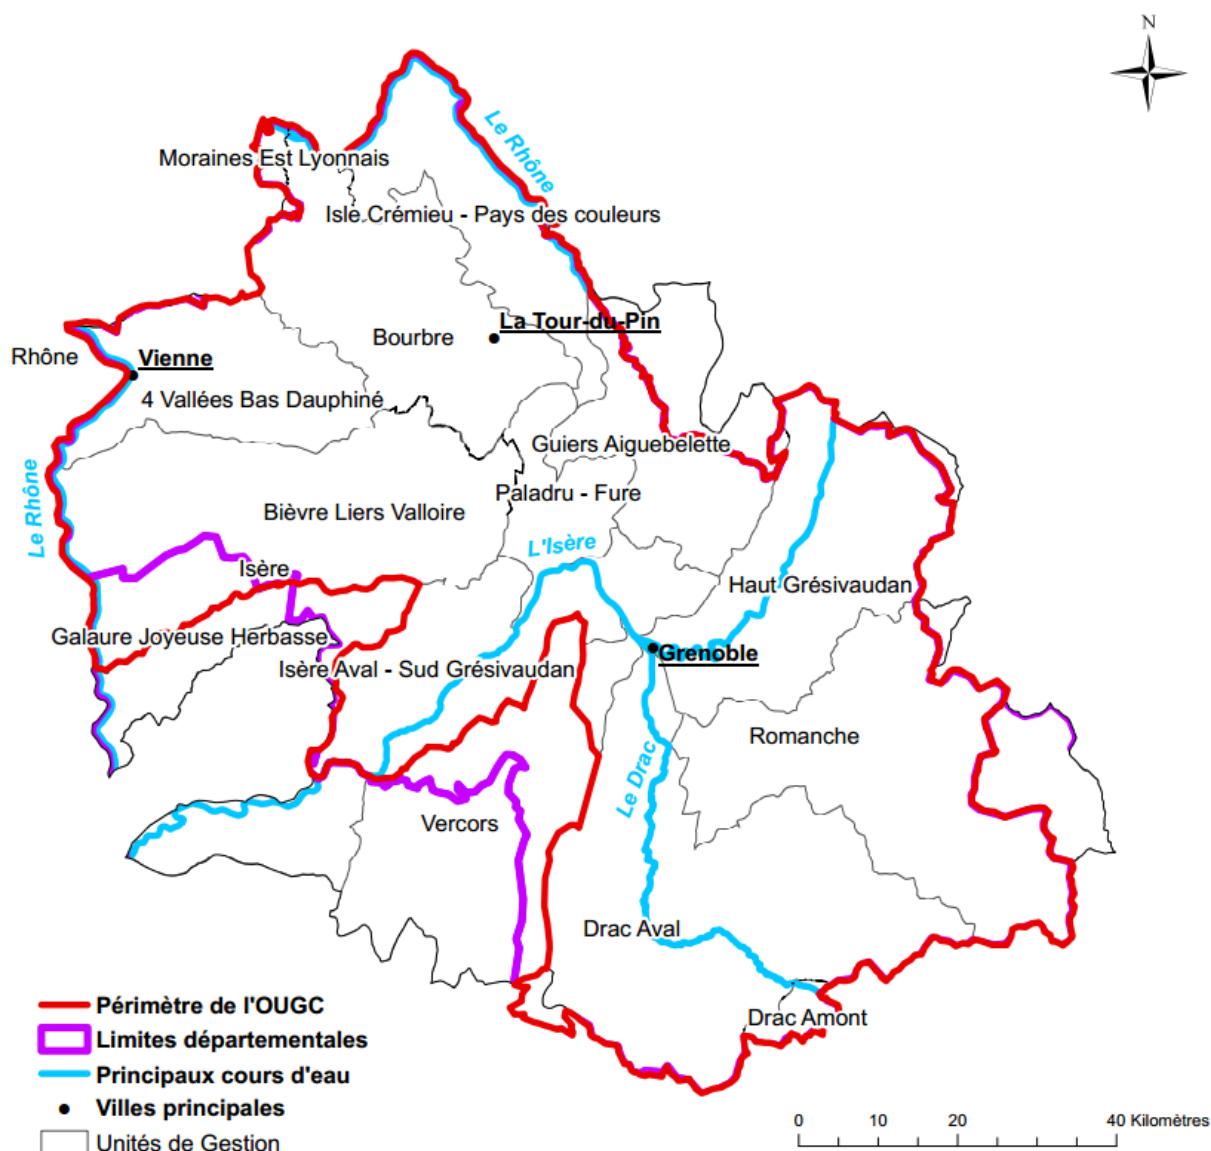 N
Le Rhône
Moraines Est Lyonnais
Isle Crémieu - Pays des couleurs
La Tour-du-Pin
Bourbre
Rhône
Vienne
4 Vallées Bas Dauphiné
Guiers Aiguebelette
Le Rhône
Paladru - Fure
Bièvre Liers Valloire
L'Isère
Isère
Haut Grésivaudan
Galaure Joyeuse Herbasse
Grenoble
Isère Aval - Sud Grésivaudan
Romanche
Le Drac
Vercors
Drac Aval
Drac Amont
Périmètre de l'OUGC
Limites départementales
Principaux cours d'eau
Villes principales
Unités de Gestion
0 10 20 40 Kilomètres